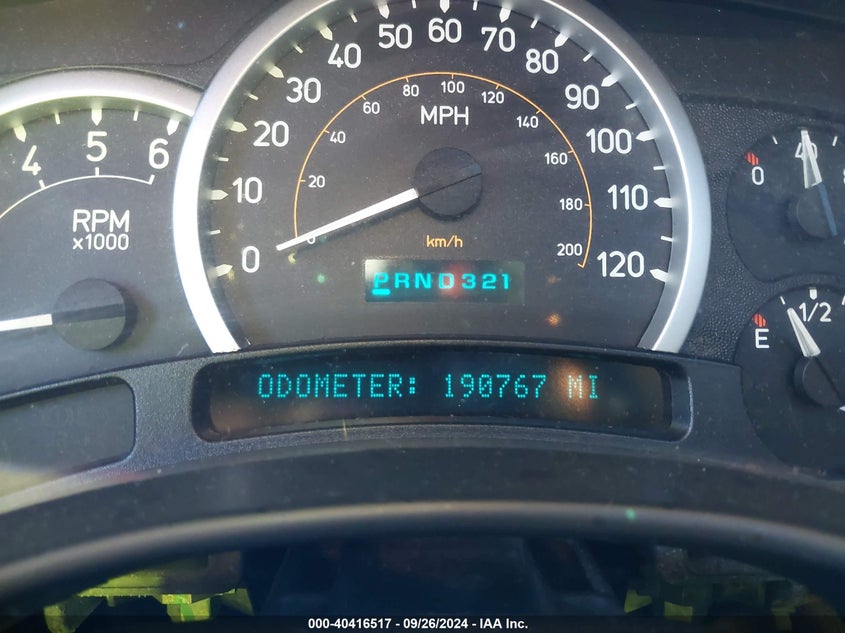 4 5 6
RPM
x1000
0 10 20 30 40 50 60 70 80 90 100 110 120
20 40 60 80 100 120 140 160 180 200
MPH
km/h
PRND321
0 40
E 1/2
ODOMETER: 190767 MI
000-40416517 - 09/26/2024 - IAA Inc.